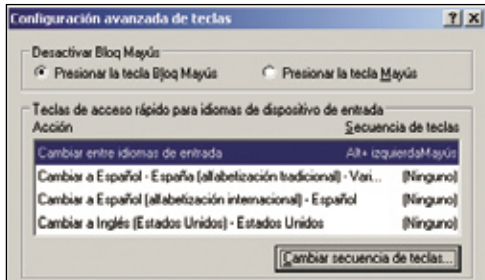 Configuración avanzada de teclas
Desactivar Bloq Mayús
Presionar la tecla Bloq Mayús Presionar la tecla Mayús
Teclas de acceso rápido para idiomas de dispositivo de entrada
Acción Secuencia de teclas
Cambiar entre idiomas de entrada Alt+ izquierdaMayús
Cambiar a Español - España (alfabetización tradicional) - Vari... (Ninguno)
Cambiar a Español (alfabetización internacional) - Español (Ninguno)
Cambiar a Inglés (Estados Unidos) - Estados Unidos (Ninguno)
Cambiar secuencia de teclas...